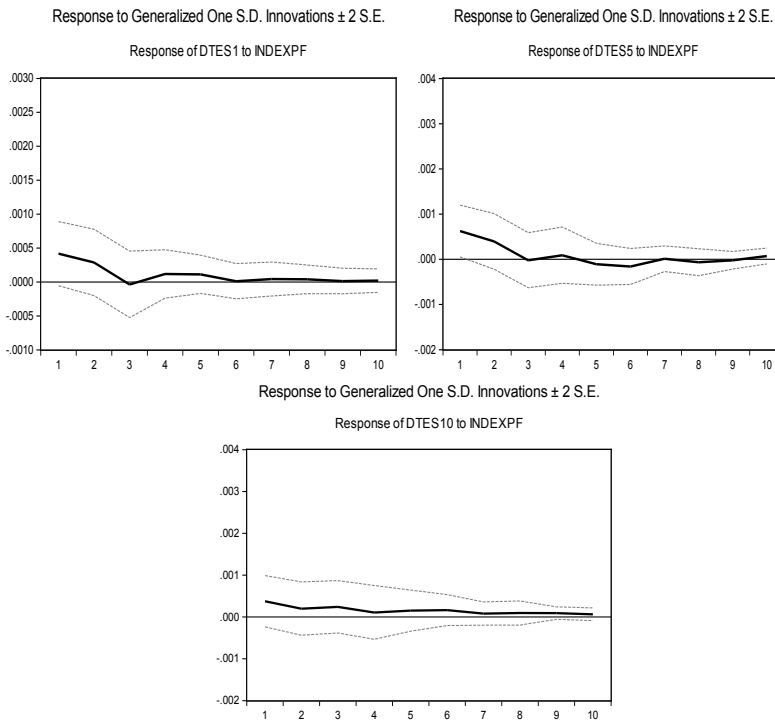 Response to Generalized One S.D. Innovations ± 2 S.E.
Response of DTES1 to INDEXPF
.0030
.0025
.0020
.0015
.0010
.0005
.0000
-.0005
-.0010
1 2 3 4 5 6 7 8 9 10
Response to Generalized One S.D. Innovations ± 2 S.E.
Response of DTES5 to INDEXPF
.004
.003
.002
.001
.000
-.001
-.002
1 2 3 4 5 6 7 8 9 10
Response to Generalized One S.D. Innovations ± 2 S.E.
Response of DTES10 to INDEXPF
.004
.003
.002
.001
.000
-.001
-.002
1 2 3 4 5 6 7 8 9 10